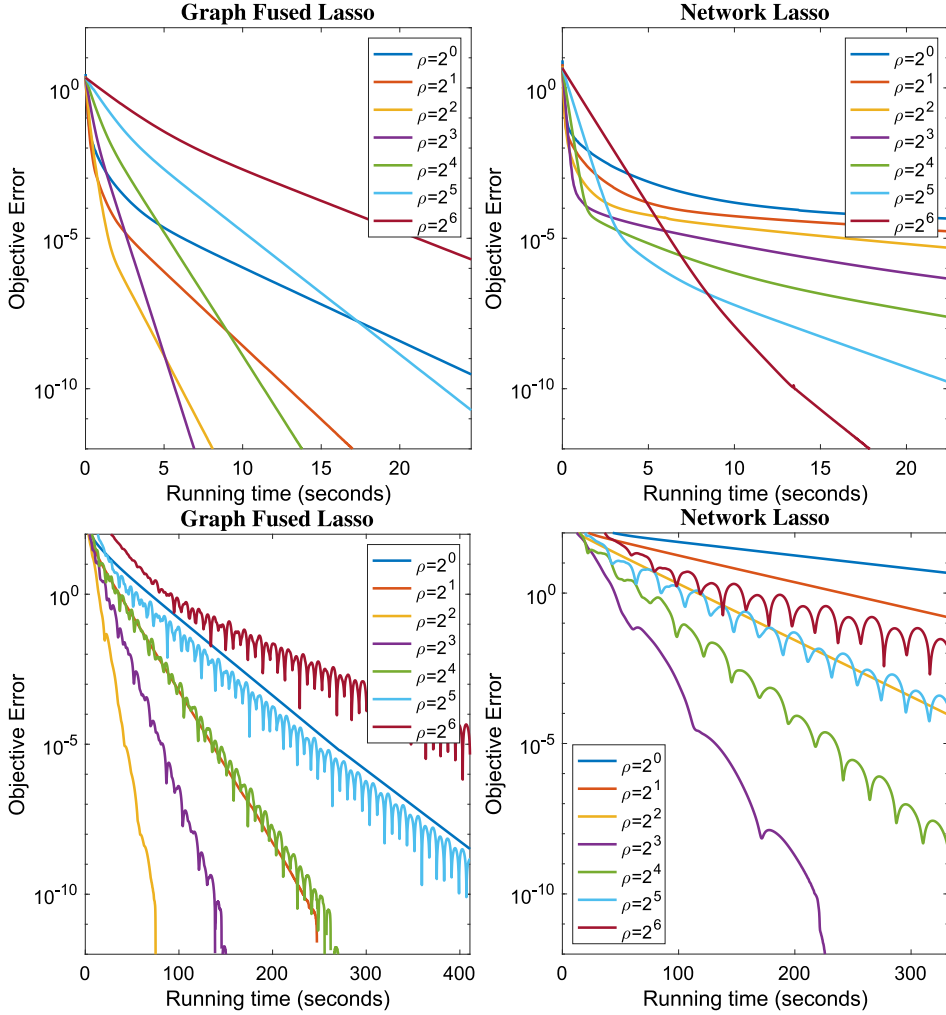 Graph Fused Lasso
Objective Error
10^0
10^-5
10^-10
ρ=2^0
ρ=2^1
ρ=2^2
ρ=2^3
ρ=2^4
ρ=2^5
ρ=2^6
0 5 10 15 20
Running time (seconds)
Network Lasso
Objective Error
10^0
10^-5
10^-10
ρ=2^0
ρ=2^1
ρ=2^2
ρ=2^3
ρ=2^4
ρ=2^5
ρ=2^6
0 5 10 15 20
Running time (seconds)
Graph Fused Lasso
Objective Error
10^0
10^-5
10^-10
ρ=2^0
ρ=2^1
ρ=2^2
ρ=2^3
ρ=2^4
ρ=2^5
ρ=2^6
0 100 200 300 400
Running time (seconds)
Network Lasso
Objective Error
10^0
10^-5
10^-10
ρ=2^0
ρ=2^1
ρ=2^2
ρ=2^3
ρ=2^4
ρ=2^5
ρ=2^6
0 100 200 300
Running time (seconds)